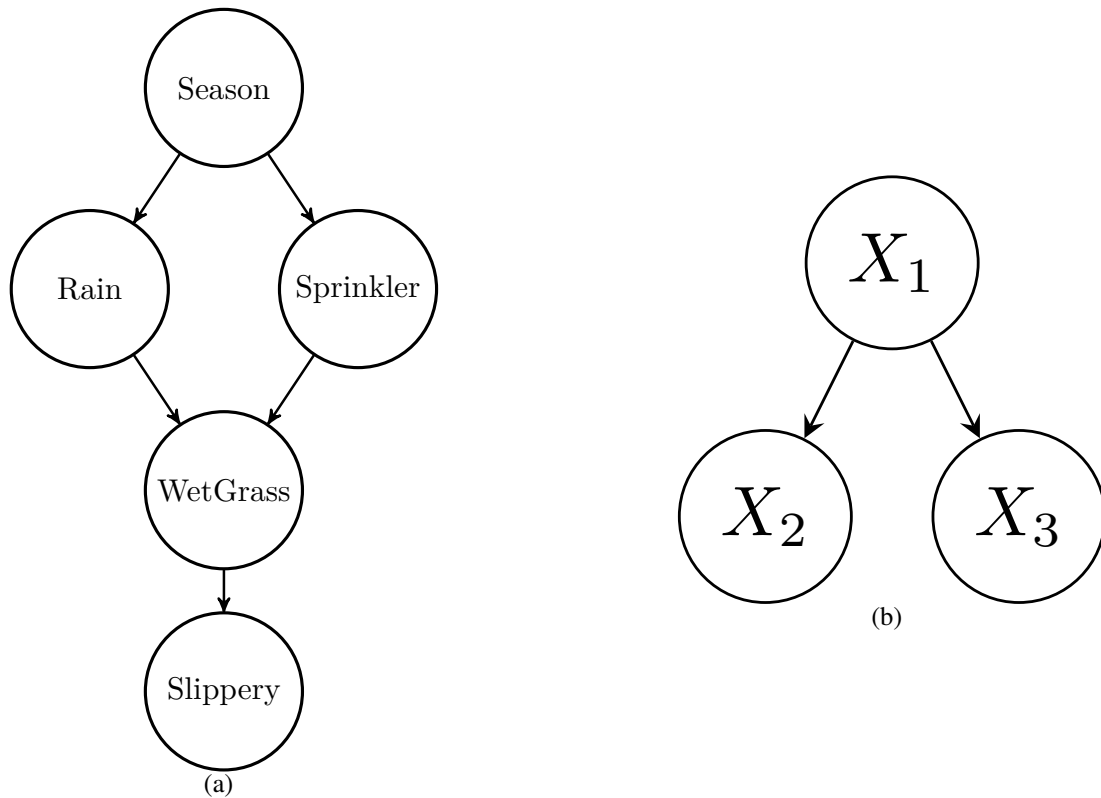 Season
Rain
Sprinkler
WetGrass
Slippery
(a)
X₁
X₂
X₃
(b)